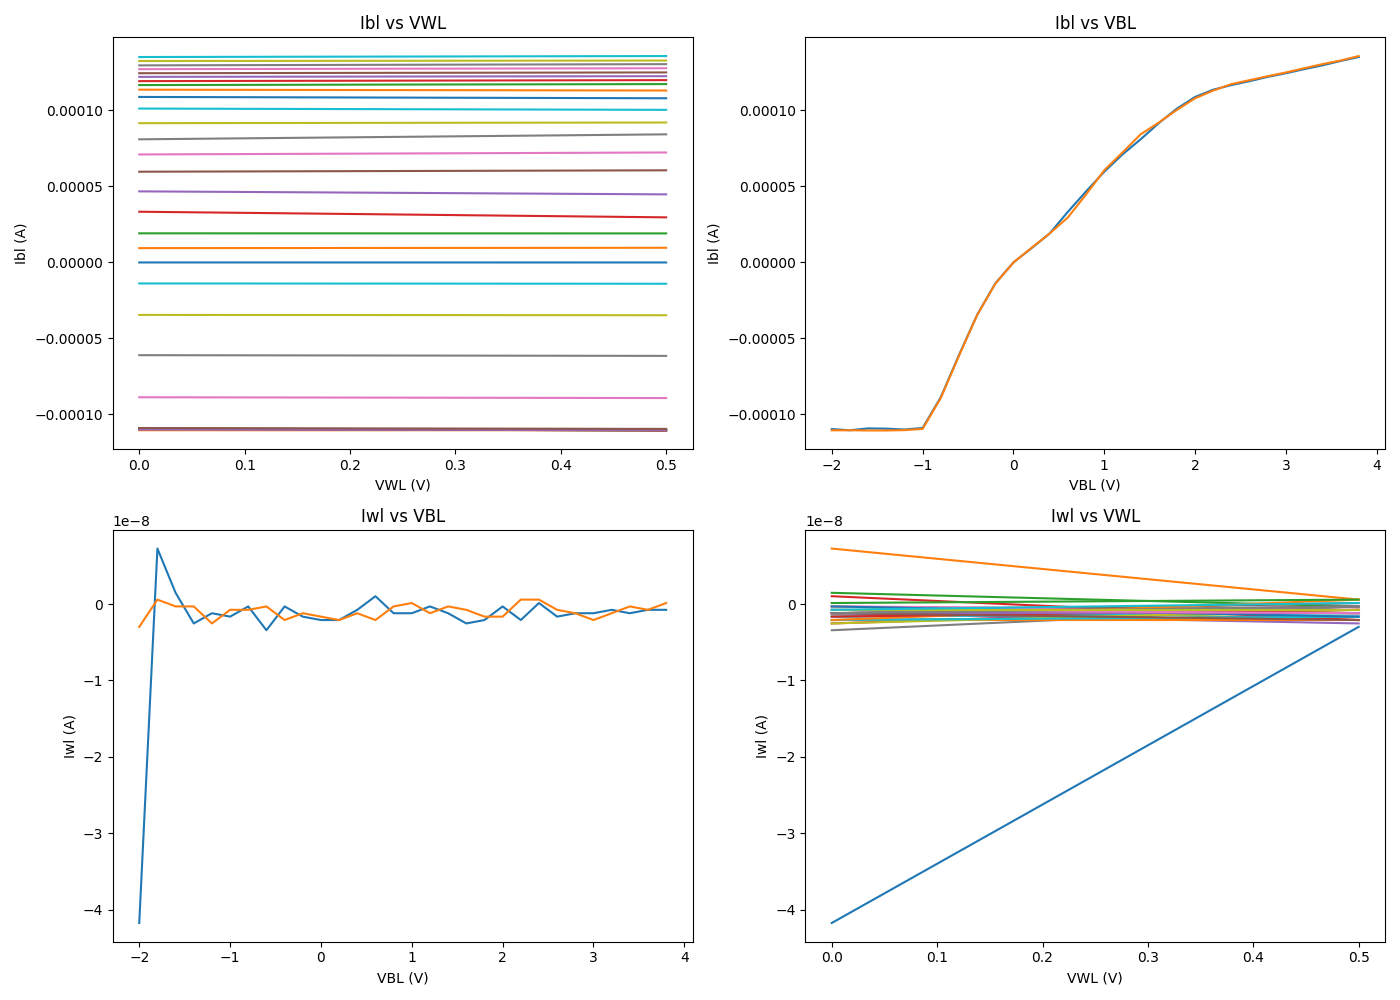 Ibl vs VWL
Ibl (A)
0.00010
0.00005
0.00000
−0.00005
−0.00010
0.0 0.1 0.2 0.3 0.4 0.5
VWL (V)
Ibl vs VBL
Ibl (A)
0.00010
0.00005
0.00000
−0.00005
−0.00010
−2 −1 0 1 2 3 4
VBL (V)
Iwl vs VBL
1e−8
Iwl (A)
0
−1
−2
−3
−4
−2 −1 0 1 2 3 4
VBL (V)
Iwl vs VWL
1e−8
Iwl (A)
0
−1
−2
−3
−4
0.0 0.1 0.2 0.3 0.4 0.5
VWL (V)